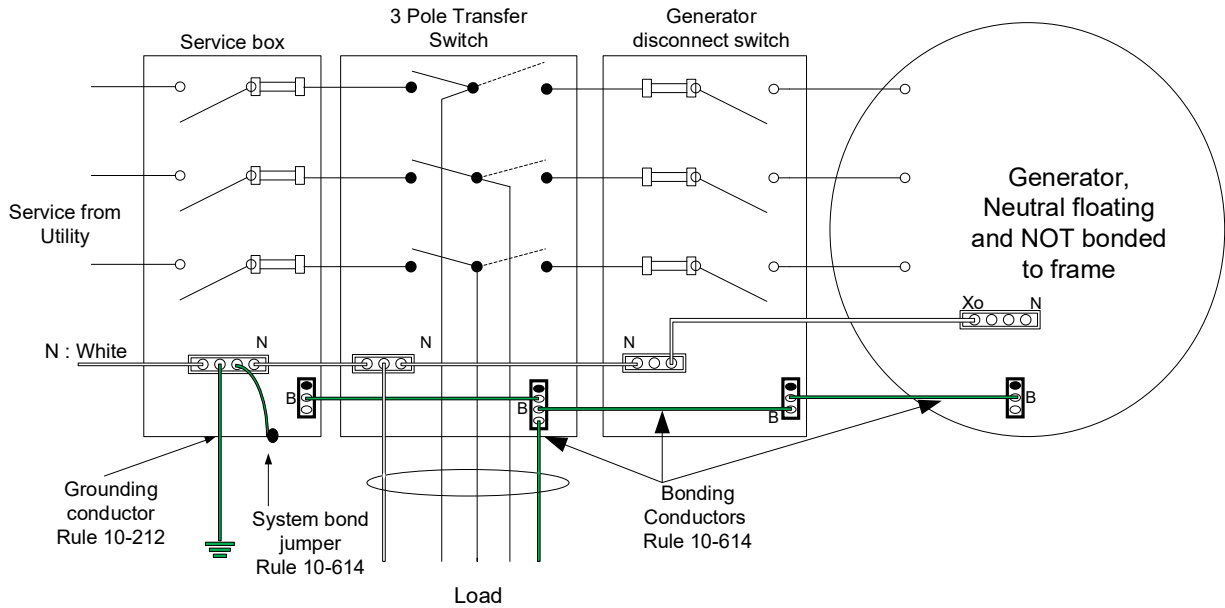 3 Pole Transfer
Switch
Generator
disconnect switch
Service box
Service from
Utility
Generator,
Neutral floating
and NOT bonded
to frame
Xo
N
N : White
N
N
N
B
B
B
B
Grounding
conductor
Rule 10-212
System bond
jumper
Rule 10-614
Bonding
Conductors
Rule 10-614
Load